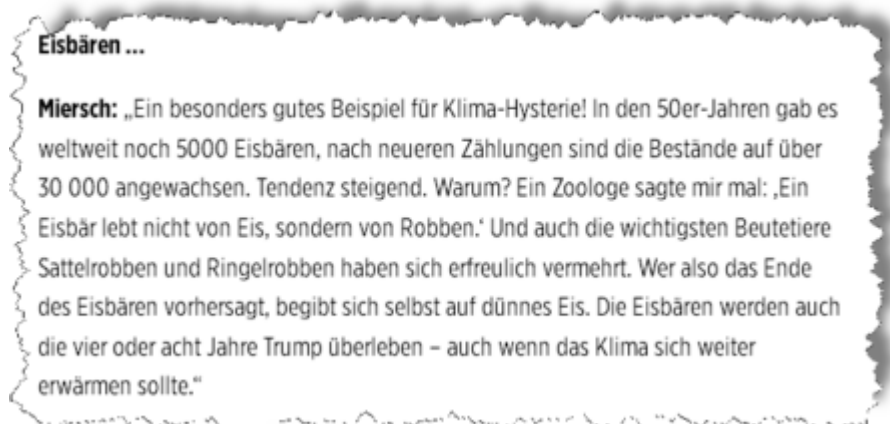 Eisbären ...
Miersch: „Ein besonders gutes Beispiel für Klima-Hysterie! In den 50er-Jahren gab es
weltweit noch 5000 Eisbären, nach neueren Zählungen sind die Bestände auf über
30 000 angewachsen. Tendenz steigend. Warum? Ein Zoologe sagte mir mal: ‚Ein
Eisbär lebt nicht von Eis, sondern von Robben.‘ Und auch die wichtigsten Beutetiere
Sattelrobben und Ringelrobben haben sich erfreulich vermehrt. Wer also das Ende
des Eisbären vorhersagt, begibt sich selbst auf dünnes Eis. Die Eisbären werden auch
die vier oder acht Jahre Trump überleben – auch wenn das Klima sich weiter
erwärmen sollte.“